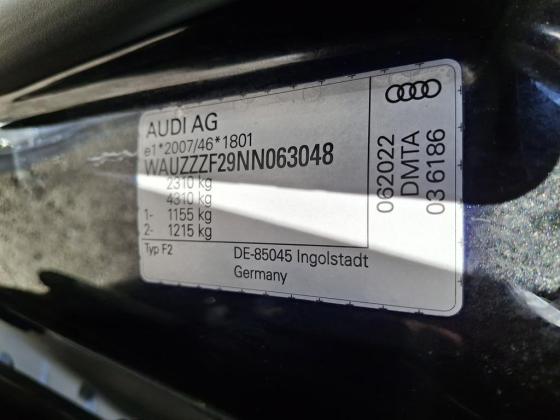 AUDI AG
e1*2007/46*1801
WAUZZZF29NN063048
2310 kg
4310 kg
1- 1155 kg
2- 1215 kg
Typ F2
DE-85045 Ingolstadt
Germany
062022
DMTA
03 6186